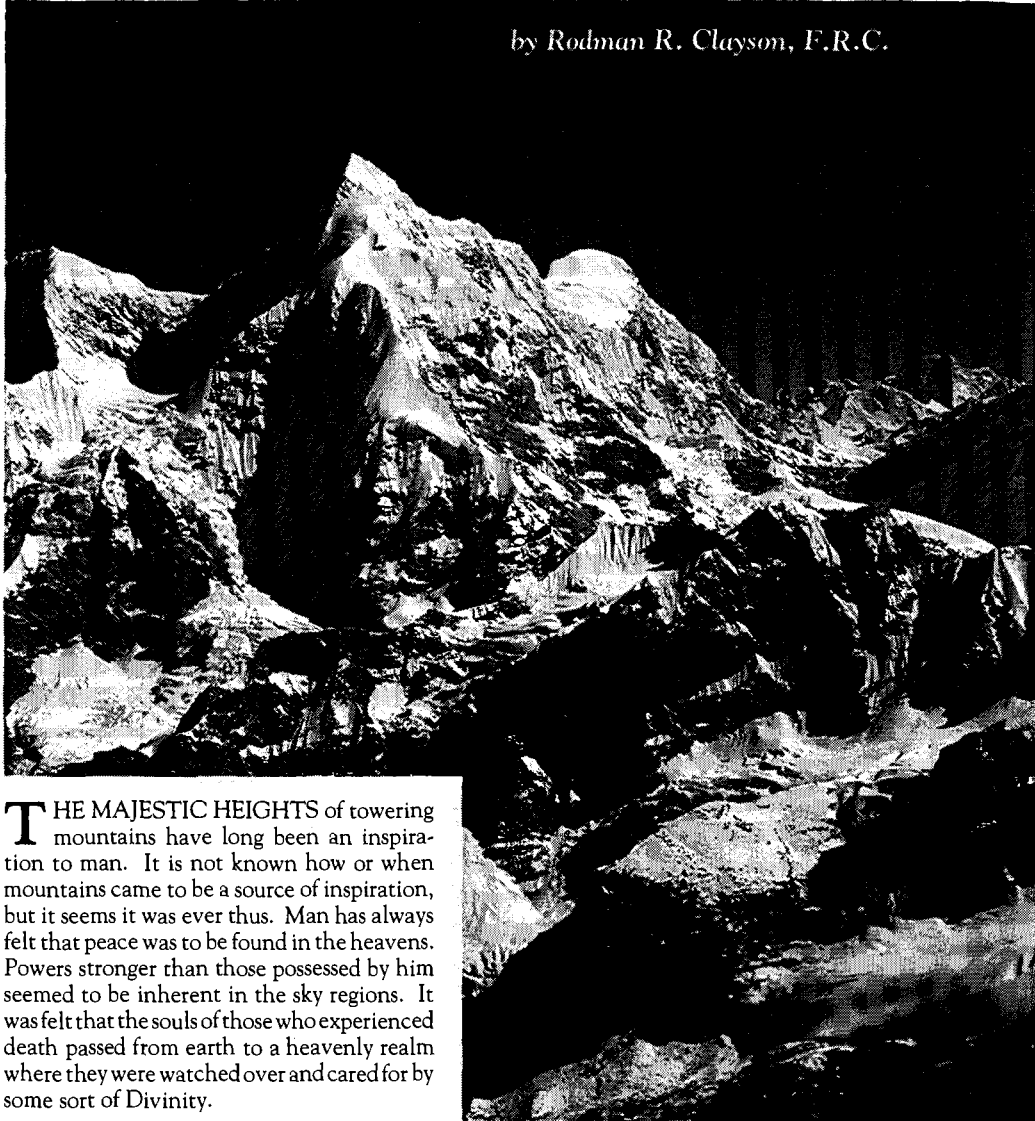 by Rodman R. Clayson, F.R.C.
THE MAJESTIC HEIGHTS of towering
mountains have long been an inspira-
tion to man. It is not known how or when
mountains came to be a source of inspiration,
but it seems it was ever thus. Man has always
felt that peace was to be found in the heavens.
Powers stronger than those possessed by him
seemed to be inherent in the sky regions. It
was felt that the souls of those who experienced
death passed from earth to a heavenly realm
where they were watched over and cared for by
some sort of Divinity.